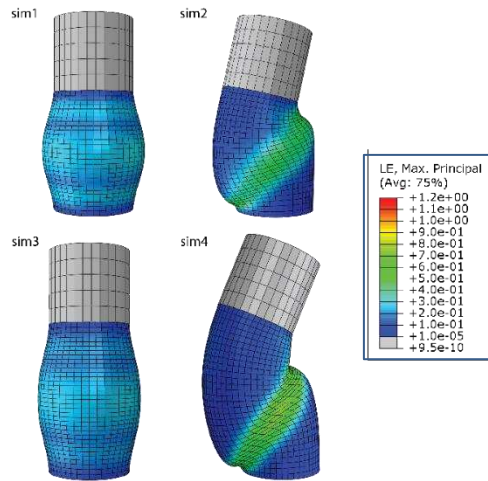 sim1
sim2
LE, Max. Principal
(Avg: 75%)
+1.2e+00
+1.1e+00
+1.0e+00
+9.0e-01
+8.0e-01
+7.0e-01
+6.0e-01
+5.0e-01
+4.0e-01
+3.0e-01
+2.0e-01
+1.0e-01
+1.0e-05
+9.5e-10
sim3
sim4